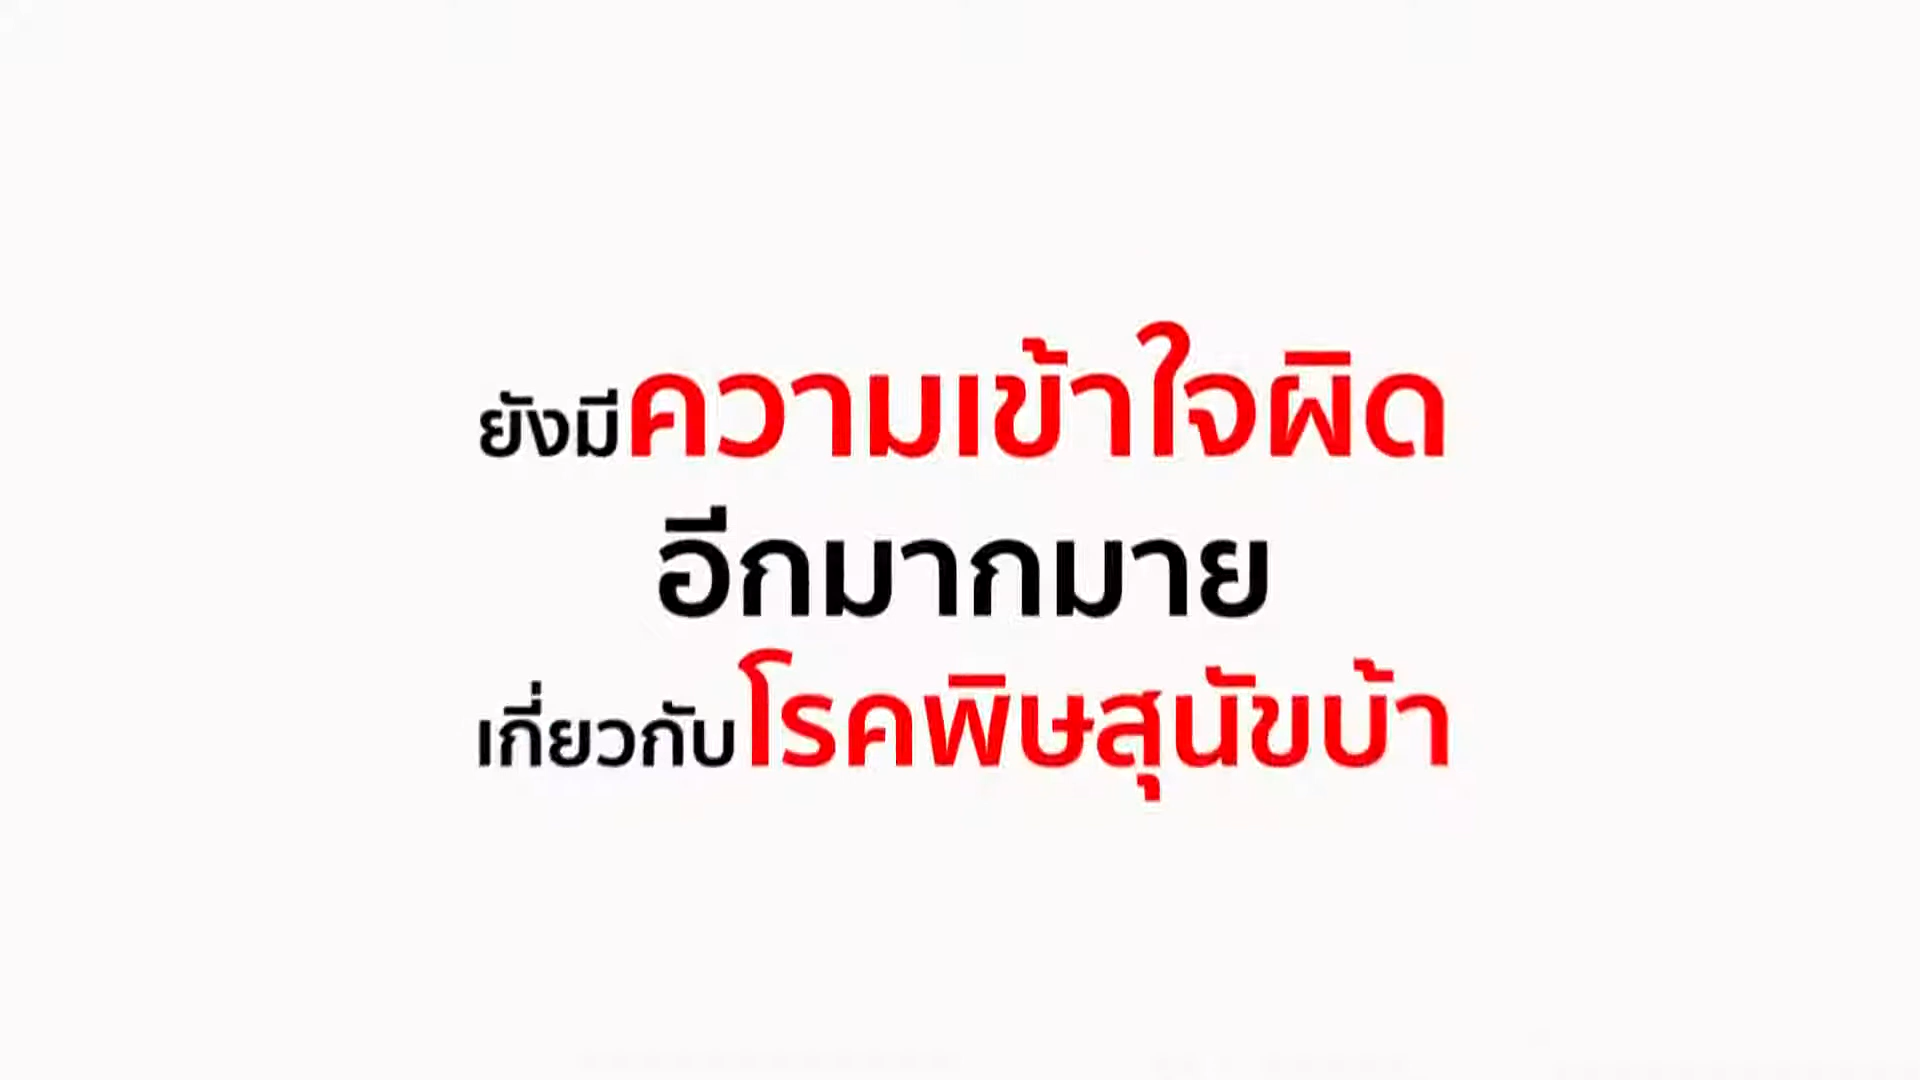 ยังมีความเข้าใจผิด
อีกมากมาย
เกี่ยวกับโรคพิษสุนัขบ้า